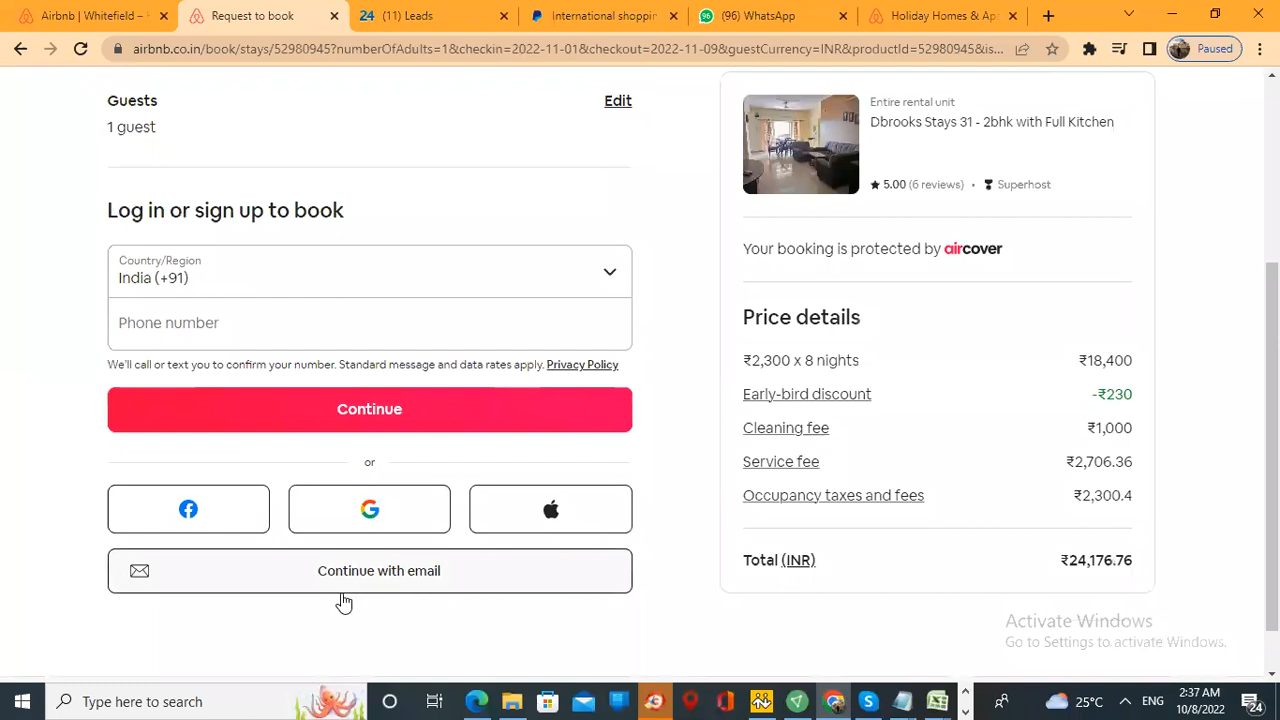 Airbnb | Whitefield –
Request to book
24 (11) Leads
International shoppin
(96) WhatsApp
Holiday Homes & Ap
airbnb.co.in/book/stays/52980945?numberOfAdults=1&checkin=2022-11-01&checkout=2022-11-09&guestCurrency=INR&productId=52980945&is...
Paused
Guests
Edit
1 guest
Log in or sign up to book
Country/Region
India (+91)
Phone number
We'll call or text you to confirm your number. Standard message and data rates apply. Privacy Policy
Continue
or
Continue with email
Entire rental unit
Dbrooks Stays 31 - 2bhk with Full Kitchen
5.00 (6 reviews) · Superhost
Your booking is protected by aircover
Price details
₹2,300 x 8 nights ₹18,400
Early-bird discount -₹230
Cleaning fee ₹1,000
Service fee ₹2,706.36
Occupancy taxes and fees ₹2,300.4
Total (INR) ₹24,176.76
Activate Windows
Go to Settings to activate Windows.
Type here to search
25°C
ENG
2:37 AM
10/8/2022
24